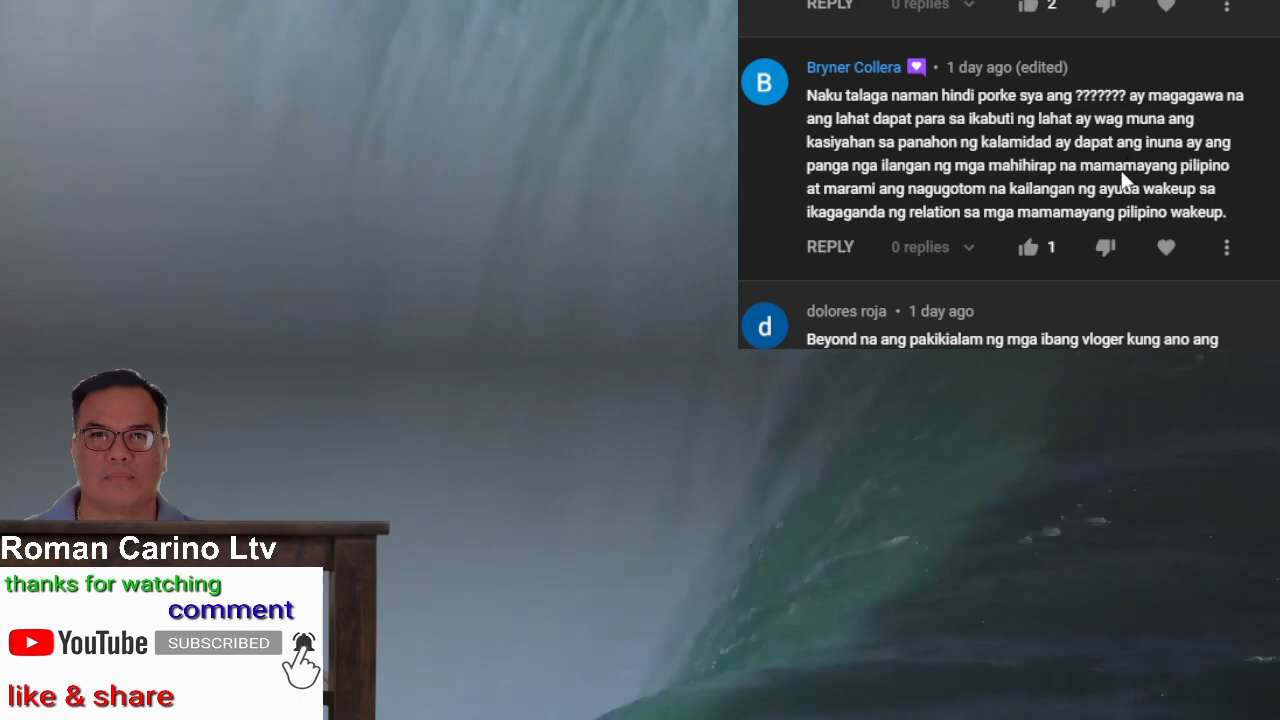 REPLY 0 replies 2
B
Bryner Collera • 1 day ago (edited)
Naku talaga naman hindi porke sya ang ??????? ay magagawa na
ang lahat dapat para sa ikabuti ng lahat ay wag muna ang
kasiyahan sa panahon ng kalamidad ay dapat ang inuna ay ang
panga nga ilangan ng mga mahihirap na mamamayang pilipino
at marami ang nagugotom na kailangan ng ayuda wakeup sa
ikagaganda ng relation sa mga mamamayang pilipino wakeup.
REPLY 0 replies 1
d
dolores roja • 1 day ago
Beyond na ang pakikialam ng mga ibang vloger kung ano ang
Roman Carino Ltv
thanks for watching
comment
YouTube SUBSCRIBED
like & share